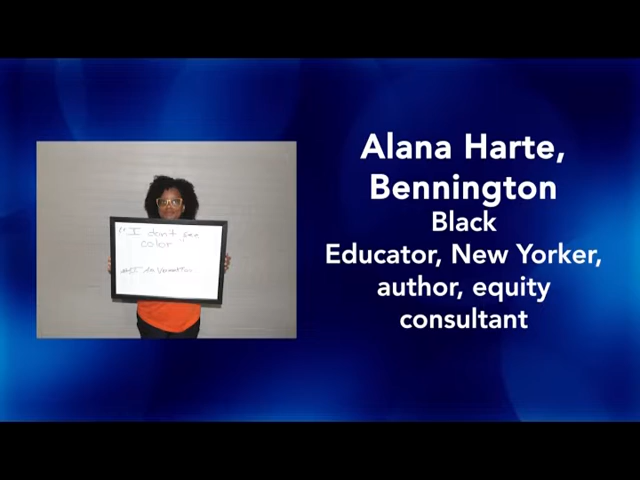 "I don't see
color"
Alana Harte,
Bennington
Black
Educator, New Yorker,
author, equity
consultant